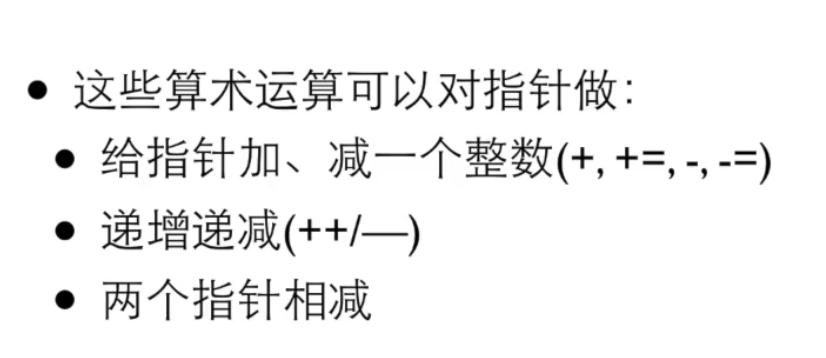 • 这些算术运算可以对指针做：
• 给指针加、减一个整数(+, +=, -, -=)
• 递增递减(++/—)
• 两个指针相减